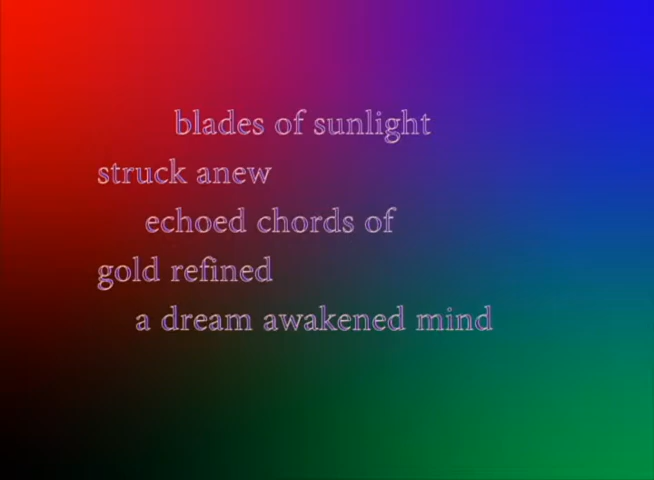 blades of sunlight
struck anew
echoed chords of
gold refined
a dream awakened mind